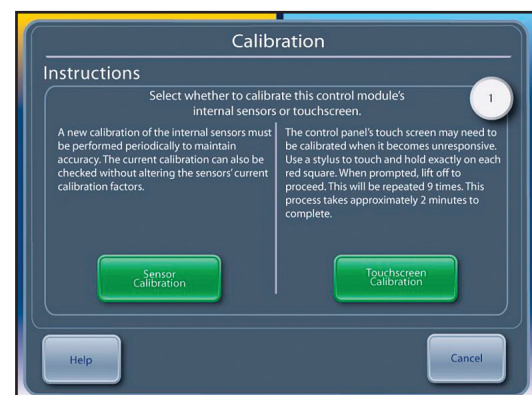 Calibration
Instructions
1
Select whether to calibrate this control module's
internal sensors or touchscreen.
A new calibration of the internal sensors must
be performed periodically to maintain
accuracy. The current calibration can also be
checked without altering the sensors' current
calibration factors.
The control panel's touch screen may need to
be calibrated when it becomes unresponsive.
Use a stylus to touch and hold exactly on each
red square. When prompted, lift off to
proceed. This will be repeated 9 times. This
process takes approximately 2 minutes to
complete.
Sensor
Calibration
Touchscreen
Calibration
Help
Cancel